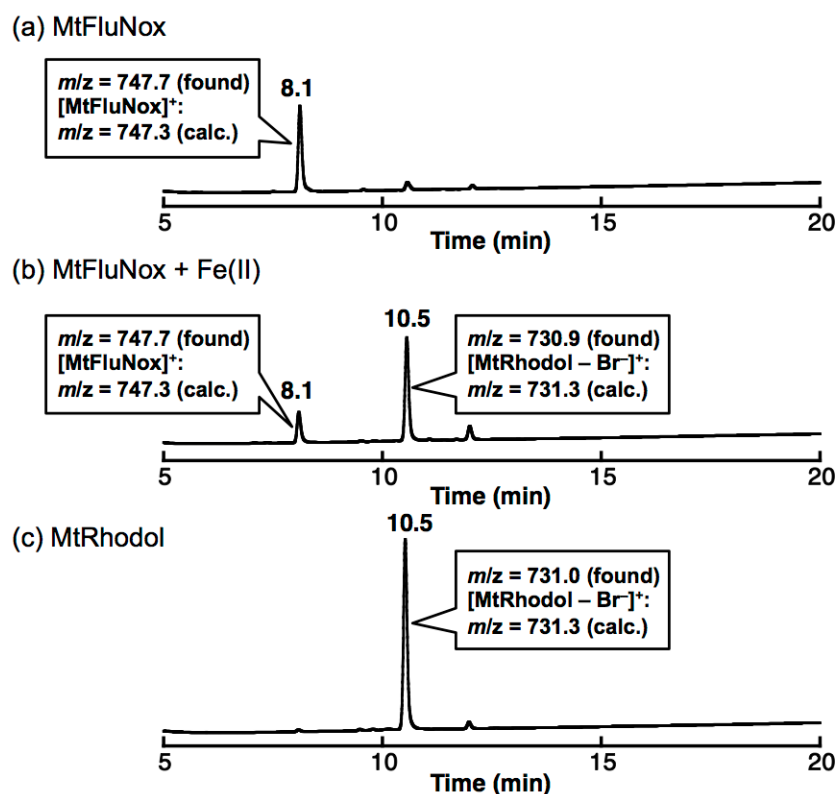 (a) MtFluNox
m/z = 747.7 (found)
[MtFluNox]⁺:
m/z = 747.3 (calc.)
8.1
5 10 15 20
Time (min)
(b) MtFluNox + Fe(II)
m/z = 747.7 (found)
[MtFluNox]⁺:
m/z = 747.3 (calc.)
8.1
10.5
m/z = 730.9 (found)
[MtRhodol – Br⁻]⁺:
m/z = 731.3 (calc.)
5 10 15 20
Time (min)
(c) MtRhodol
10.5
m/z = 731.0 (found)
[MtRhodol – Br⁻]⁺:
m/z = 731.3 (calc.)
5 10 15 20
Time (min)